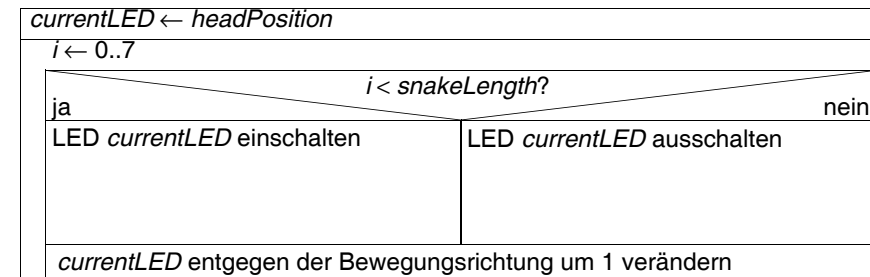 currentLED ← headPosition
i ← 0..7
i < snakeLength?
ja nein
LED currentLED einschalten LED currentLED ausschalten
currentLED entgegen der Bewegungsrichtung um 1 verändern